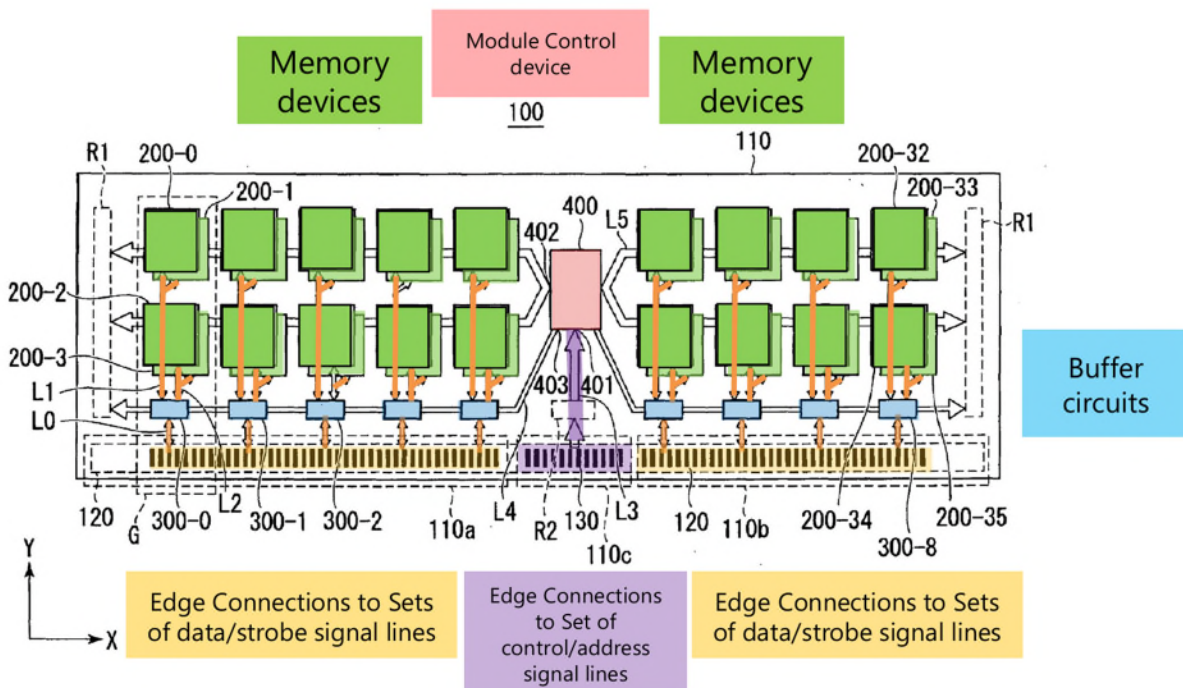 Memory
devices
Module Control
device
Memory
devices
100
110
R1
200-0
200-1
200-32
200-33
R1
400
402
L5
200-2
200-3
L1
L0
403
401
Buffer
circuits
120
G
300-0
L2
300-1
300-2
110a
L4
R2
130
L3
110c
120
110b
200-34
300-8
200-35
Y
X
Edge Connections to Sets
of data/strobe signal lines
Edge Connections
to Set of
control/address
signal lines
Edge Connections to Sets
of data/strobe signal lines